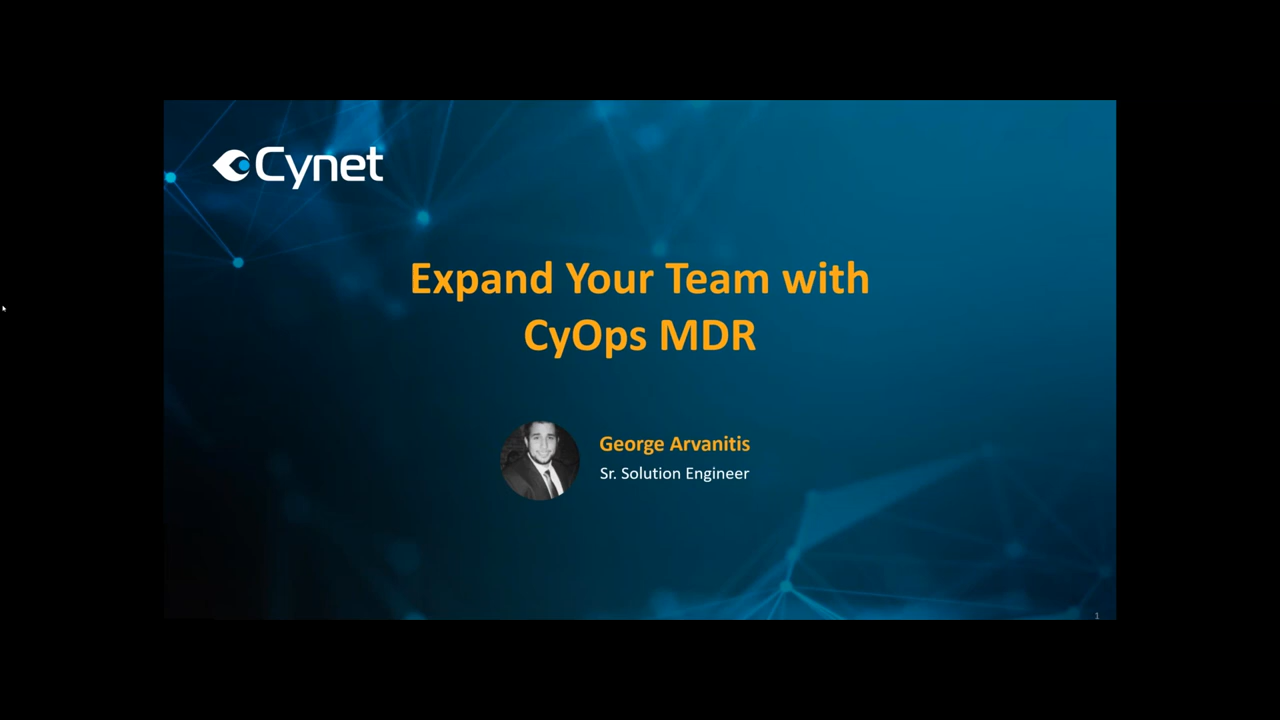 Cynet
Expand Your Team with
CyOps MDR
George Arvanitis
Sr. Solution Engineer
1